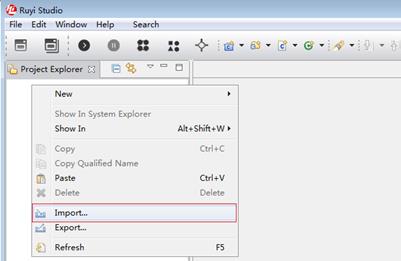 Ruyi Studio
File Edit Window Help Search
Project Explorer
New
Show In System Explorer
Show In Alt+Shift+W
Copy Ctrl+C
Copy Qualified Name
Paste Ctrl+V
Delete Delete
Import...
Export...
Refresh F5